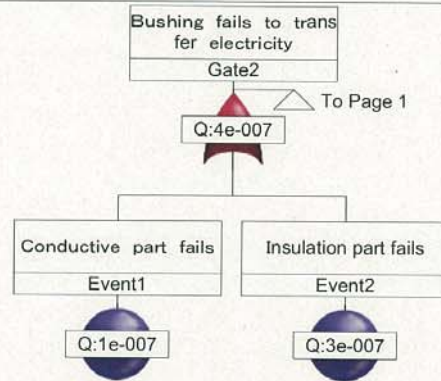 Bushing fails to trans
fer electricity
Gate2
To Page 1
Q:4e-007
Conductive part fails
Insulation part fails
Event1
Event2
Q:1e-007
Q:3e-007